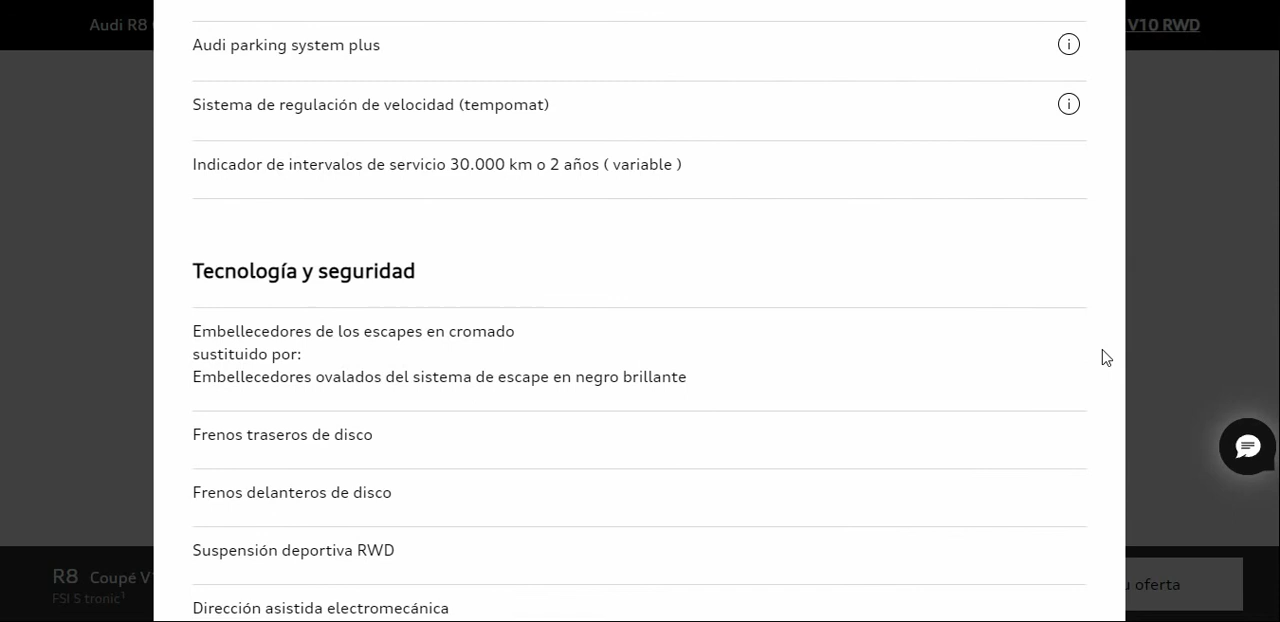 Audi R8
V10 RWD
Audi parking system plus
Sistema de regulación de velocidad (tempomat)
Indicador de intervalos de servicio 30.000 km o 2 años ( variable )
Tecnología y seguridad
Embellecedores de los escapes en cromado
sustituido por:
Embellecedores ovalados del sistema de escape en negro brillante
Frenos traseros de disco
Frenos delanteros de disco
Suspensión deportiva RWD
Dirección asistida electromecánica
R8 Coupé V
FSI S tronic¹
oferta